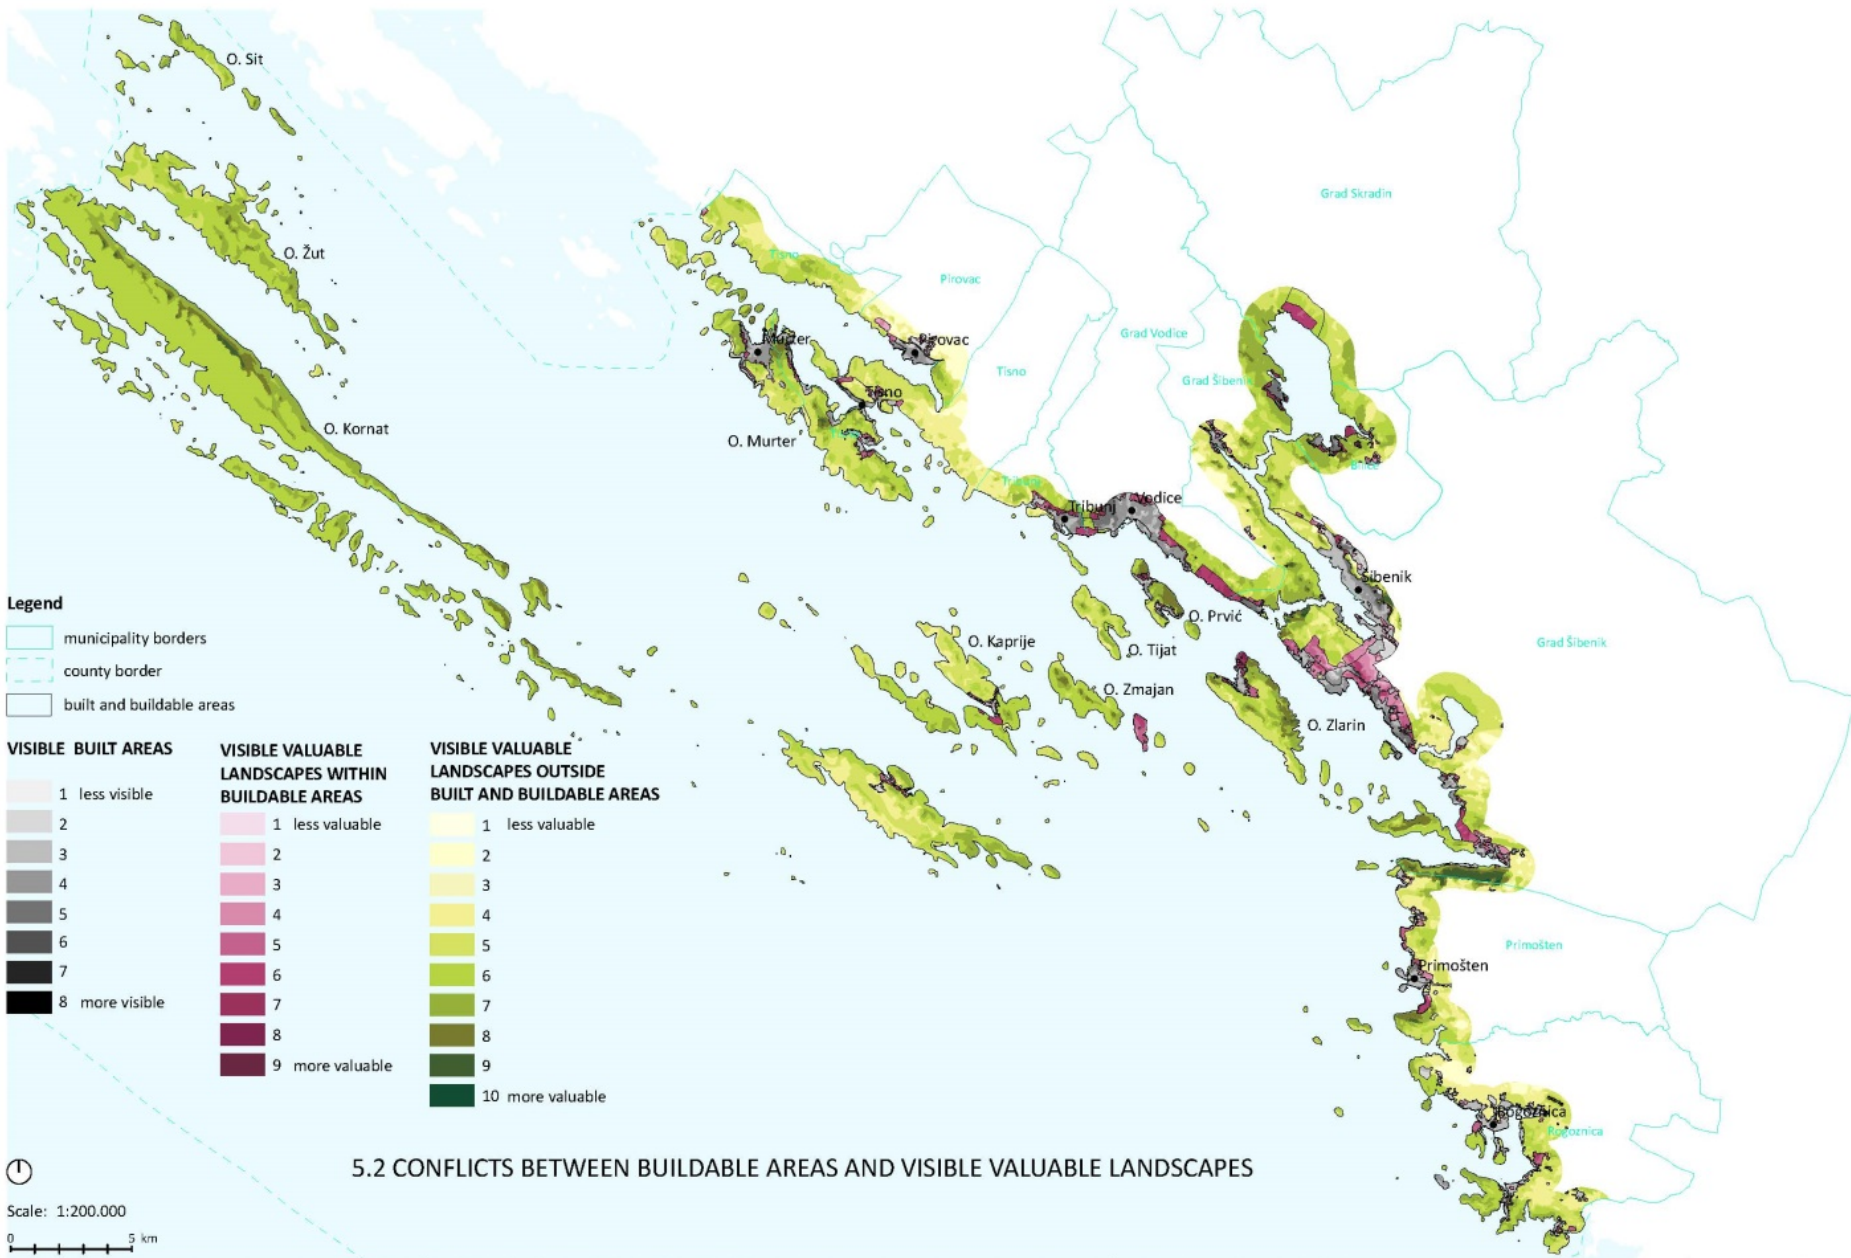 O. Sit
Grad Skradin
O. Žut
Tisno
Pirovac
Grad Vodice
Murter
Pirovac
Tisno
Grad Šibenik
Tisno
O. Kornat
O. Murter
Tisno
Bilice
Tribunj
Tribunj
Vodice
Šibenik
O. Prvić
O. Kaprije
O. Tijat
Grad Šibenik
O. Zmajan
O. Zlarin
Primošten
Primošten
Rogoznica
Rogoznica
Legend
municipality borders
county border
built and buildable areas
VISIBLE BUILT AREAS
1 less visible
2
3
4
5
6
7
8 more visible
VISIBLE VALUABLE
LANDSCAPES WITHIN
BUILDABLE AREAS
1 less valuable
2
3
4
5
6
7
8
9 more valuable
VISIBLE VALUABLE
LANDSCAPES OUTSIDE
BUILT AND BUILDABLE AREAS
1 less valuable
2
3
4
5
6
7
8
9
10 more valuable
5.2 CONFLICTS BETWEEN BUILDABLE AREAS AND VISIBLE VALUABLE LANDSCAPES
Scale: 1:200.000
0 5 km